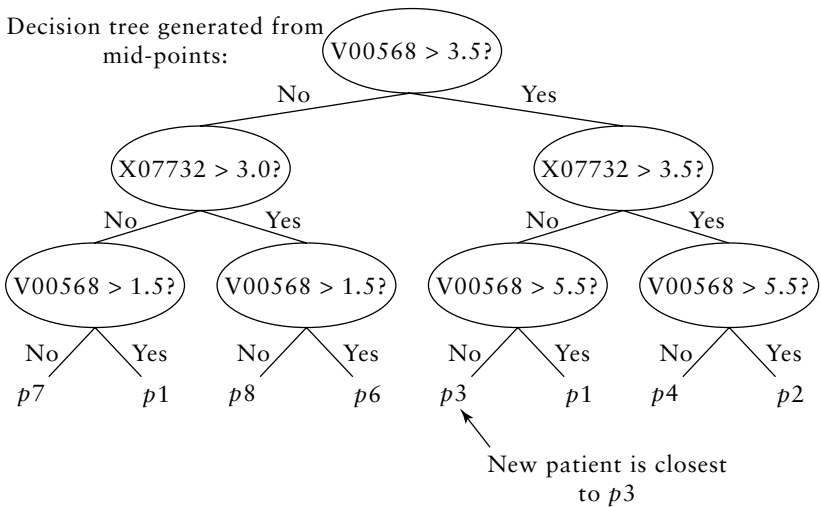 Decision tree generated from
mid-points:
V00568 > 3.5?
No
Yes
X07732 > 3.0?
X07732 > 3.5?
No
Yes
No
Yes
V00568 > 1.5?
V00568 > 1.5?
V00568 > 5.5?
V00568 > 5.5?
No
Yes
No
Yes
No
Yes
No
Yes
p7
p1
p8
p6
p3
p1
p4
p2
New patient is closest
to p3